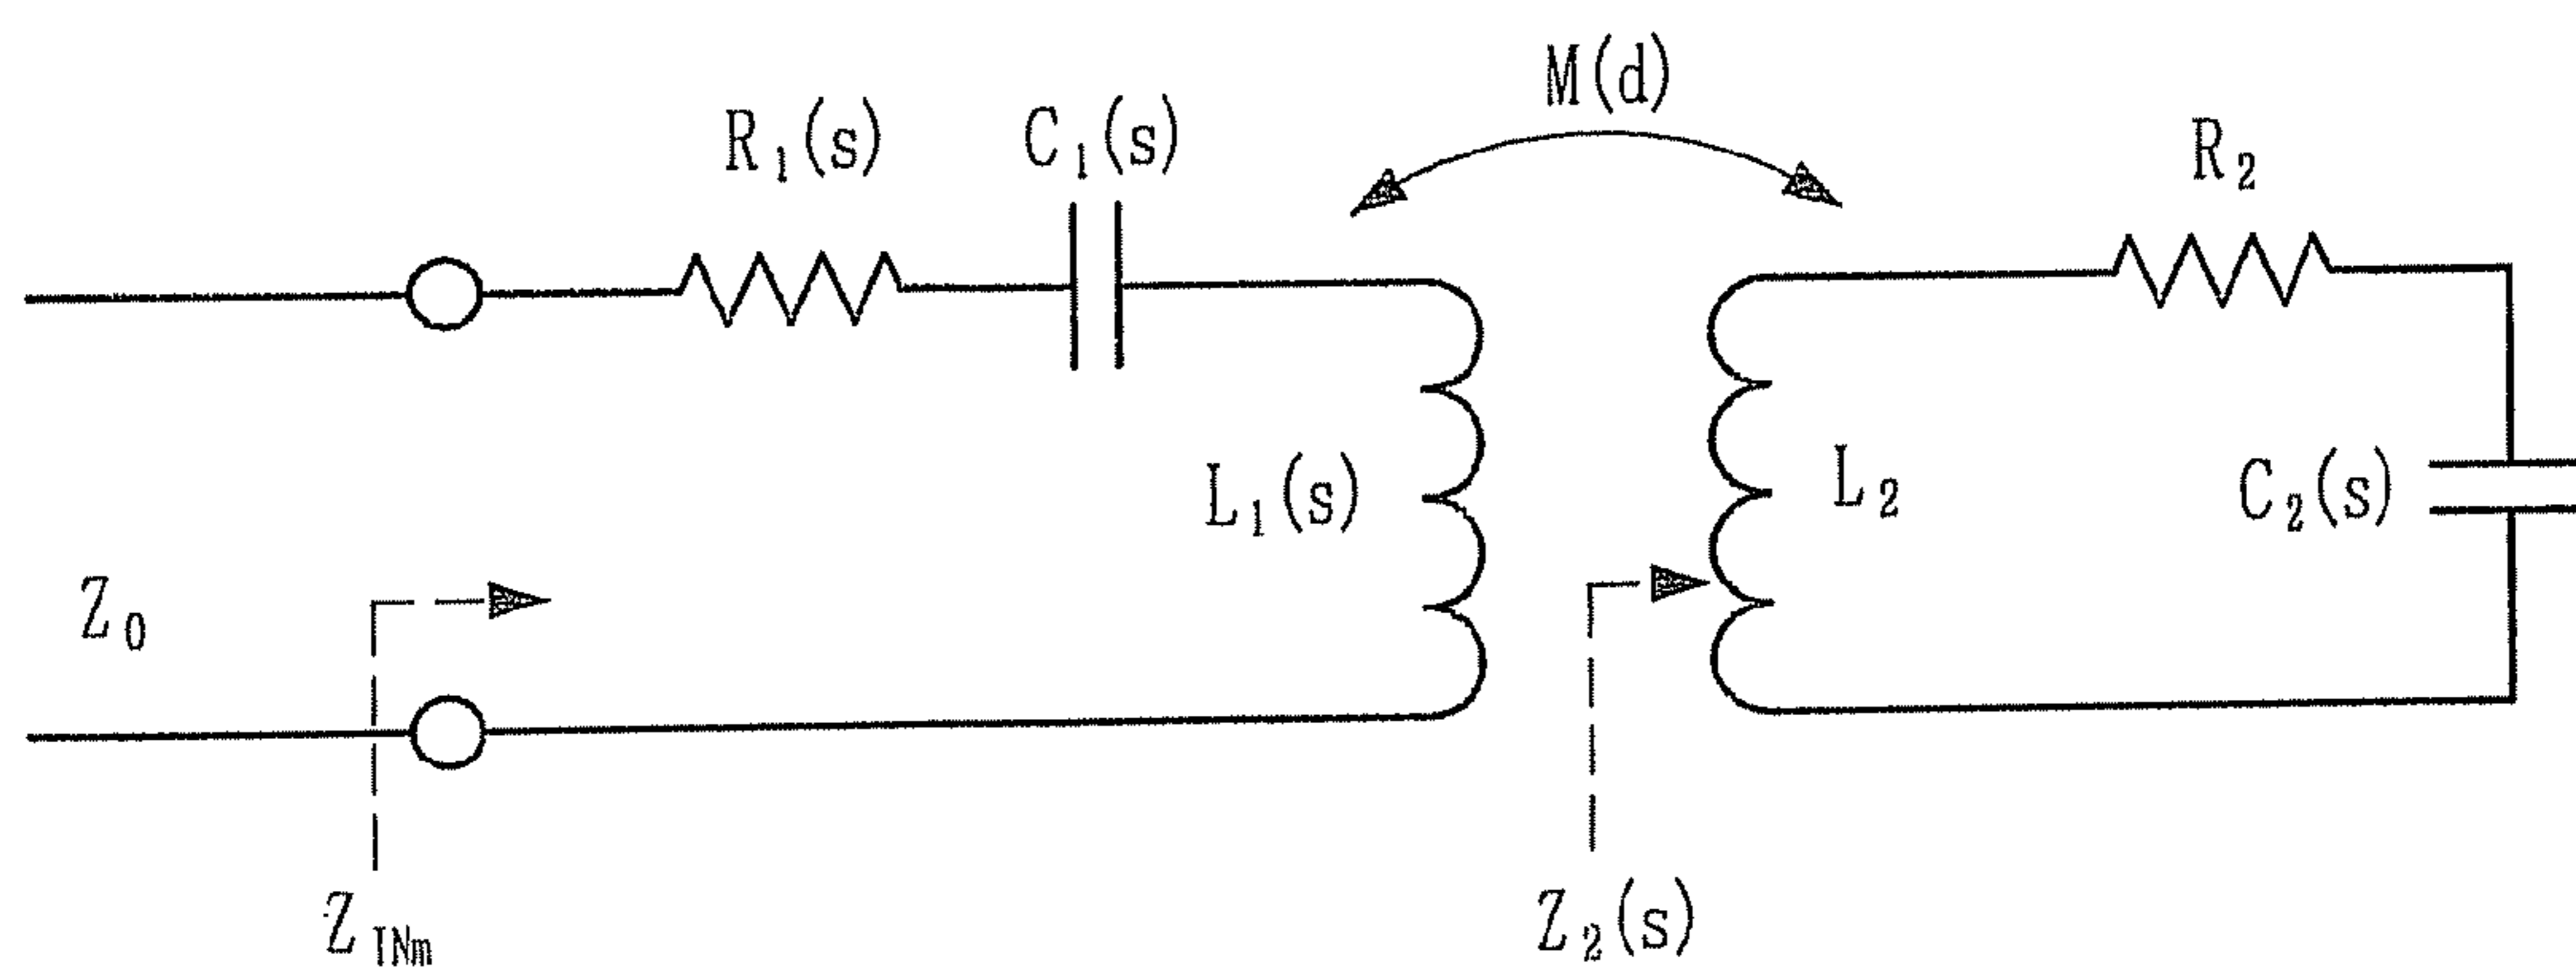 M(d)
R₁(s)
C₁(s)
R₂
L₁(s)
L₂
C₂(s)
Z₀
Z_INm
Z₂(s)